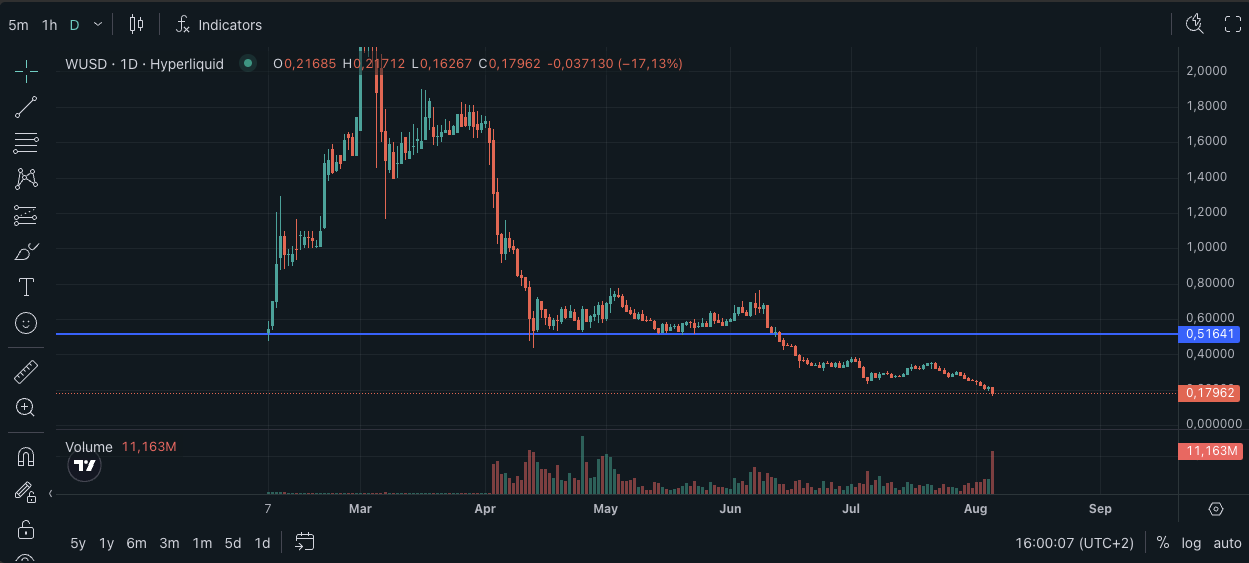 5m 1h D Indicators
WUSD · 1D · Hyperliquid O0,21685 H0,21712 L0,16267 C0,17962 -0,037130 (−17,13%)
2,0000
1,8000
1,6000
1,4000
1,2000
1,0000
0,80000
0,60000
0,51641
0,40000
0,17962
0,000000
Volume 11,163M
11,163M
7 Mar Apr May Jun Jul Aug Sep
5y 1y 6m 3m 1m 5d 1d 16:00:07 (UTC+2) % log auto